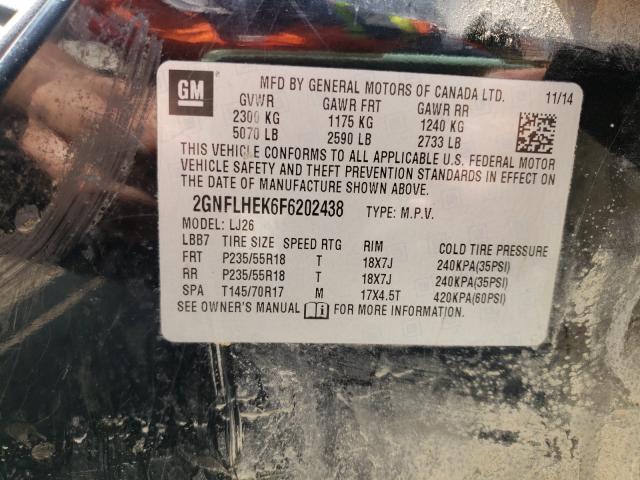 GM
MFD BY GENERAL MOTORS OF CANADA LTD. 11/14
GVWR GAWR FRT GAWR RR
2300 KG 1175 KG 1240 KG
5070 LB 2590 LB 2733 LB
THIS VEHICLE CONFORMS TO ALL APPLICABLE U.S. FEDERAL MOTOR
VEHICLE SAFETY AND THEFT PREVENTION STANDARDS IN EFFECT ON
THE DATE OF MANUFACTURE SHOWN ABOVE.
2GNFLHEK6F6202438 TYPE: M.P.V.
MODEL: LJ26
LBB7 TIRE SIZE SPEED RTG RIM COLD TIRE PRESSURE
FRT P235/55R18 T 18X7J 240KPA(35PSI)
RR P235/55R18 T 18X7J 240KPA(35PSI)
SPA T145/70R17 M 17X4.5T 420KPA(60PSI)
SEE OWNER'S MANUAL FOR MORE INFORMATION.